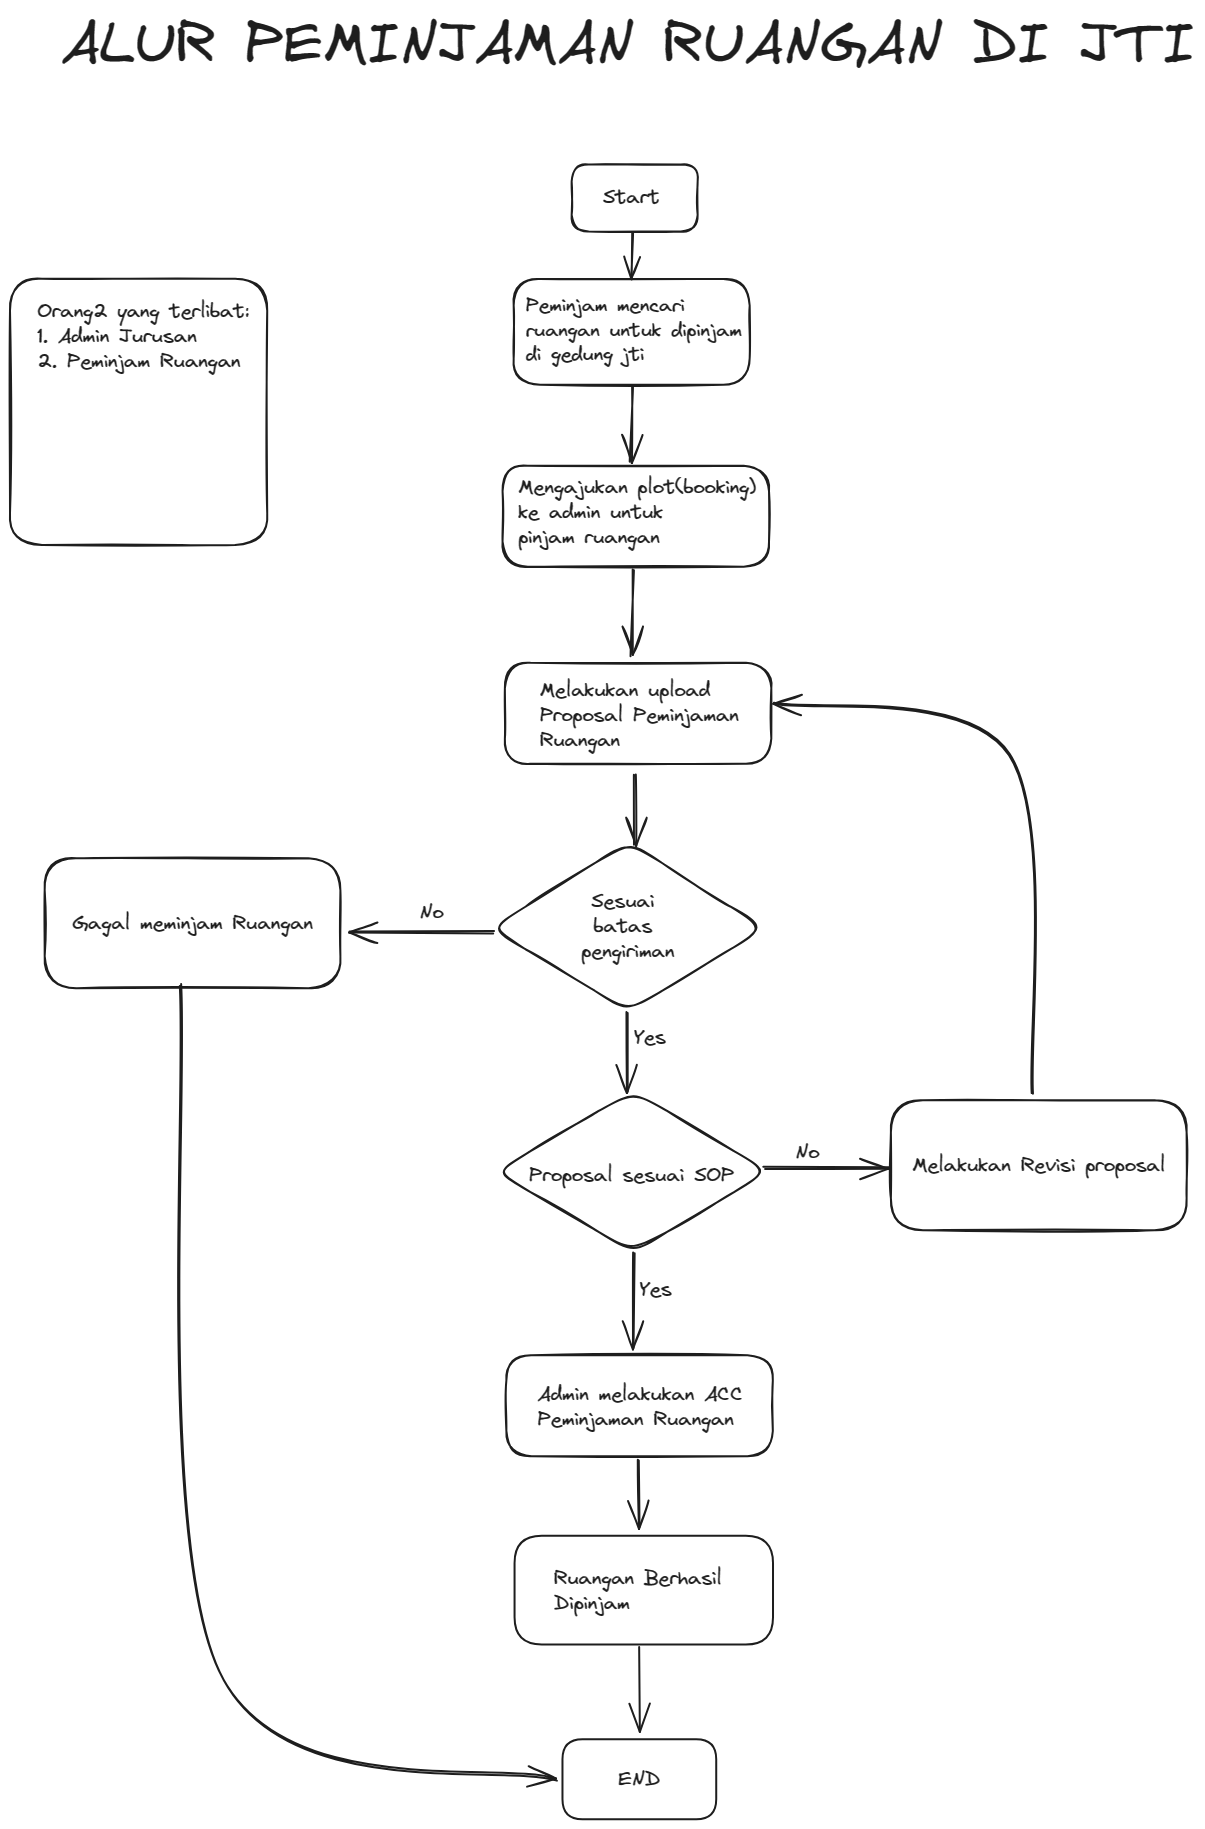 ALUR PEMINJAMAN RUANGAN DI JTI
Start
Orang2 yang terlibat:
1. Admin Jurusan
2. Peminjam Ruangan
Peminjam mencari
ruangan untuk dipinjam
di gedung jti
Mengajukan plot(booking)
ke admin untuk
pinjam ruangan
Melakukan upload
Proposal Peminjaman
Ruangan
Sesuai
batas
pengiriman
No
Gagal meminjam Ruangan
Yes
Proposal sesuai SOP
No
Melakukan Revisi proposal
Yes
Admin melakukan ACC
Peminjaman Ruangan
Ruangan Berhasil
Dipinjam
END